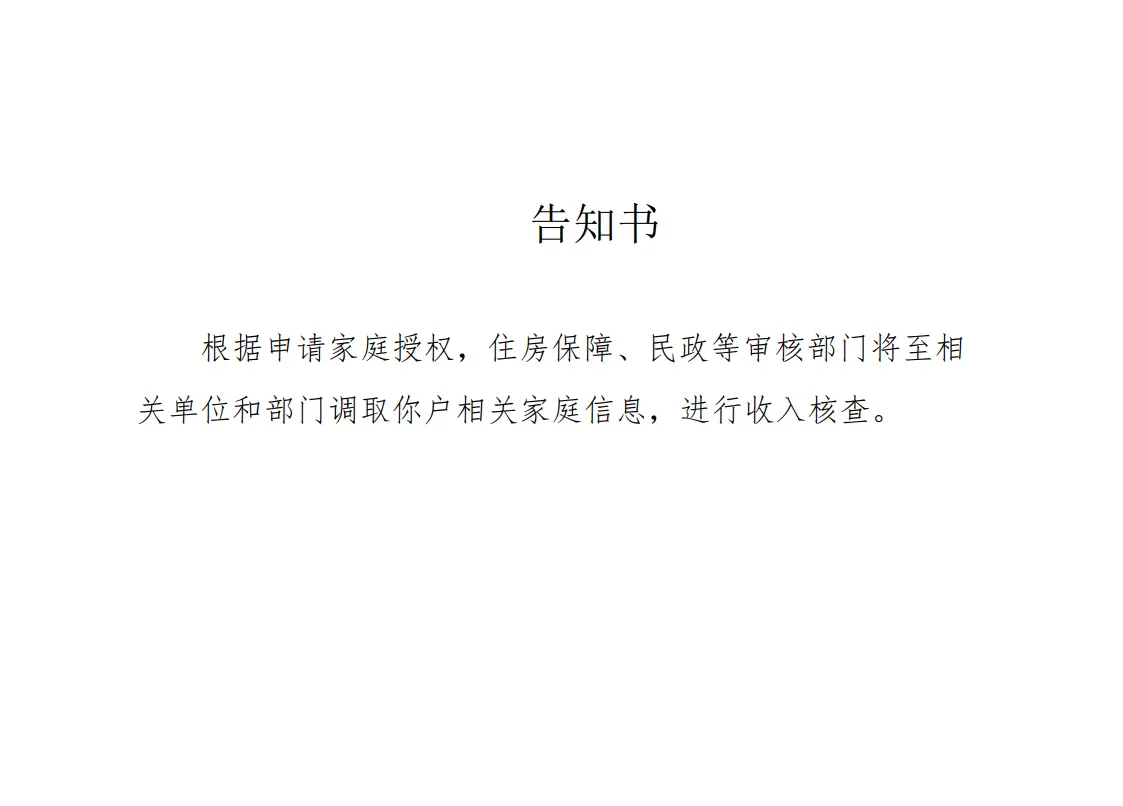 告知书
根据申请家庭授权，住房保障、民政等审核部门将至相
关单位和部门调取你户相关家庭信息，进行收入核查。